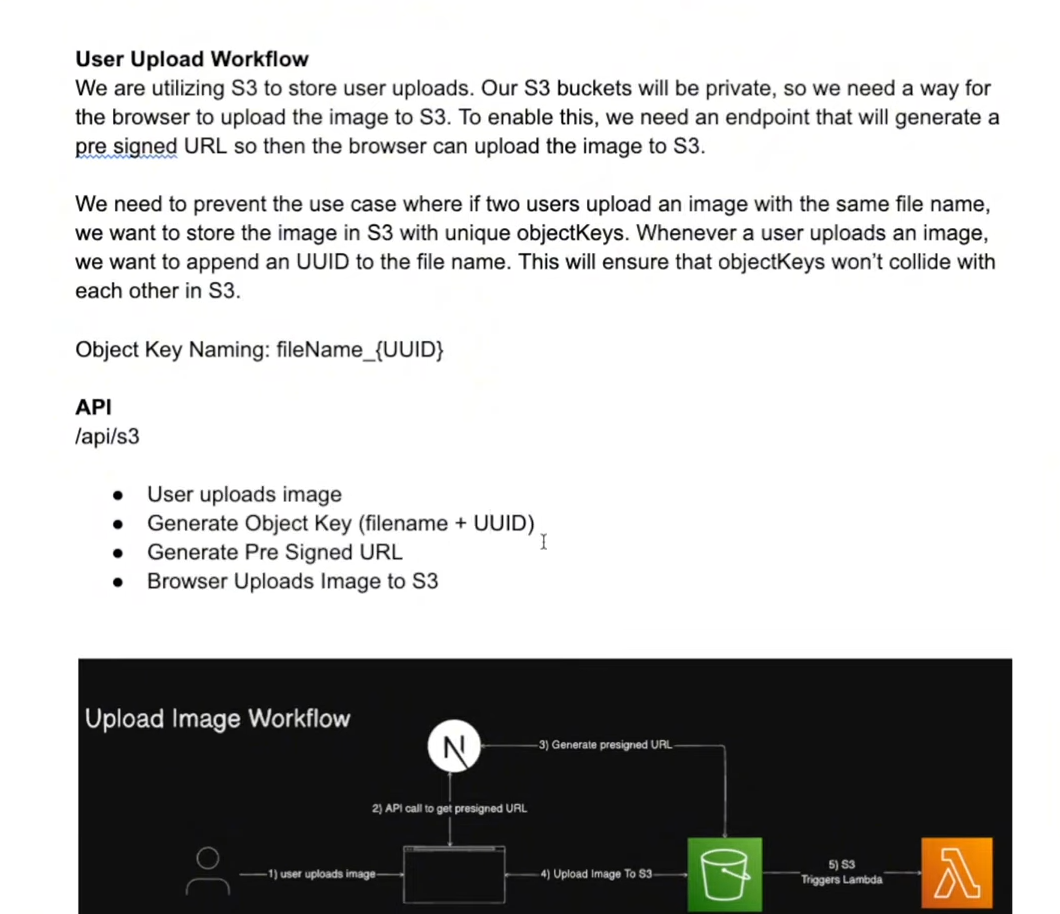 User Upload Workflow
We are utilizing S3 to store user uploads. Our S3 buckets will be private, so we need a way for
the browser to upload the image to S3. To enable this, we need an endpoint that will generate a
pre signed URL so then the browser can upload the image to S3.
We need to prevent the use case where if two users upload an image with the same file name,
we want to store the image in S3 with unique objectKeys. Whenever a user uploads an image,
we want to append an UUID to the file name. This will ensure that objectKeys won't collide with
each other in S3.
Object Key Naming: fileName_{UUID}
API
/api/s3
● User uploads image
● Generate Object Key (filename + UUID)
● Generate Pre Signed URL
● Browser Uploads Image to S3
Upload Image Workflow
N
3) Generate presigned URL
2) API call to get presigned URL
1) user uploads image
4) Upload Image To S3
5) S3
Triggers Lambda